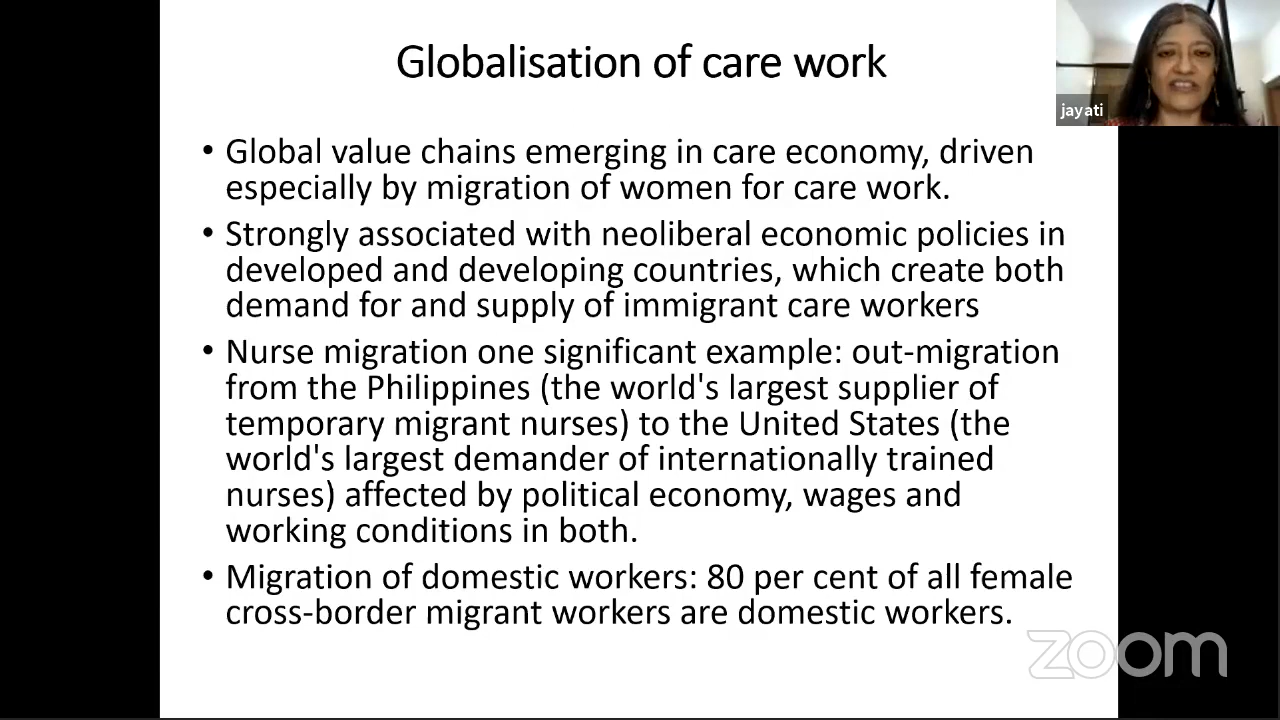 Globalisation of care work
jayati
• Global value chains emerging in care economy, driven
especially by migration of women for care work.
• Strongly associated with neoliberal economic policies in
developed and developing countries, which create both
demand for and supply of immigrant care workers
• Nurse migration one significant example: out-migration
from the Philippines (the world's largest supplier of
temporary migrant nurses) to the United States (the
world's largest demander of internationally trained
nurses) affected by political economy, wages and
working conditions in both.
• Migration of domestic workers: 80 per cent of all female
cross-border migrant workers are domestic workers.
zoom